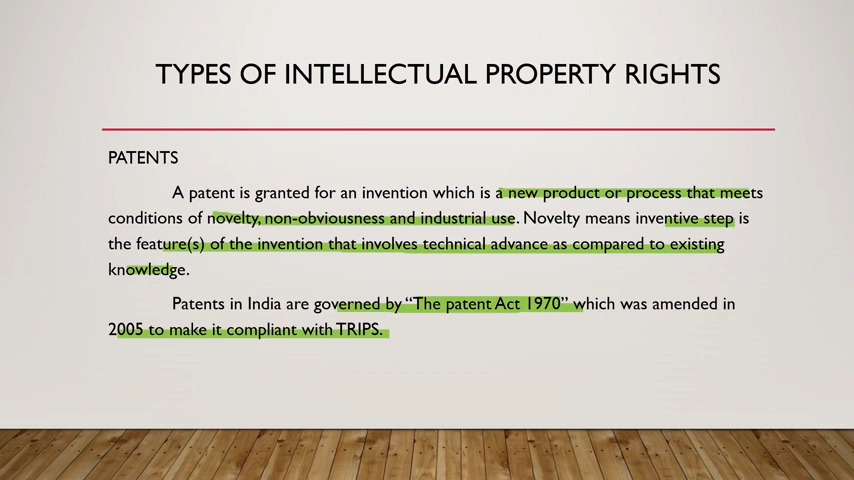 TYPES OF INTELLECTUAL PROPERTY RIGHTS
PATENTS
A patent is granted for an invention which is a new product or process that meets
conditions of novelty, non-obviousness and industrial use. Novelty means inventive step is
the feature(s) of the invention that involves technical advance as compared to existing
knowledge.
Patents in India are governed by “The patent Act 1970” which was amended in
2005 to make it compliant with TRIPS.